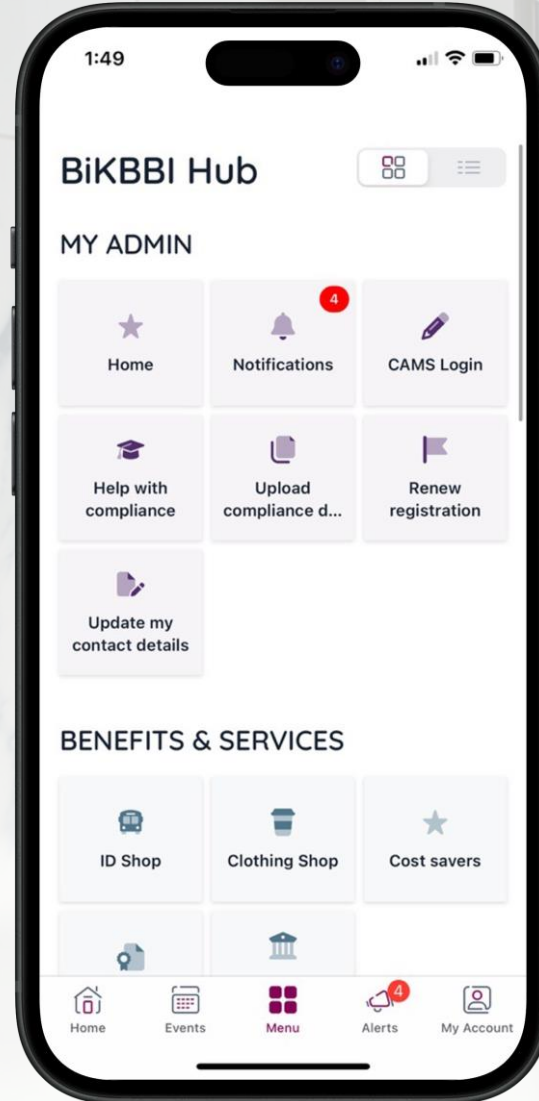 1:49
BiKBBI Hub
MY ADMIN
4
Home
Notifications
CAMS Login
Help with
compliance
Upload
compliance d...
Renew
registration
Update my
contact details
BENEFITS & SERVICES
ID Shop
Clothing Shop
Cost savers
4
Home
Events
Menu
Alerts
My Account